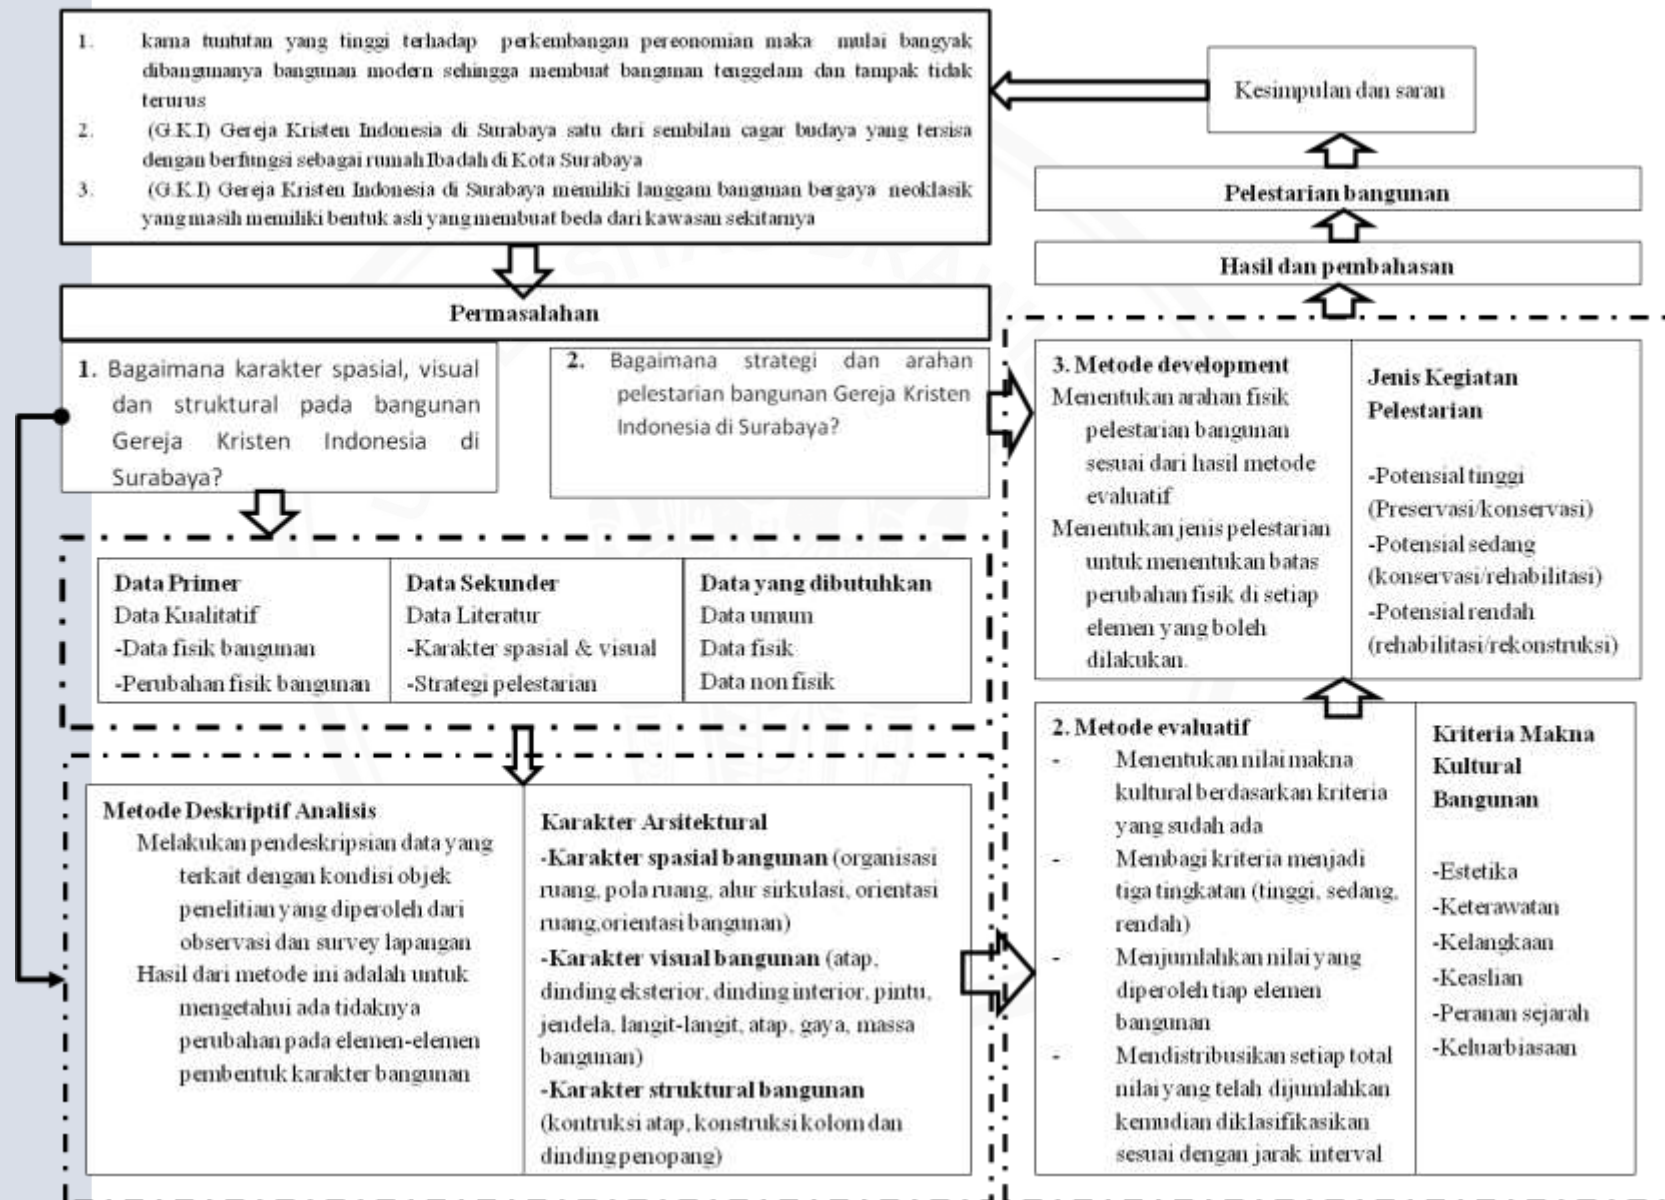 1. karna tuntutan yang tinggi terhadap perkembangan pereonomian maka mulai bangyak
dibangunanya bangunan modern sehingga membuat bangunan tenggelam dan tampak tidak
terurus
2. (G.K.I) Gereja Kristen Indonesia di Surabaya satu dari sembilan cagar budaya yang tersisa
dengan berfungsi sebagai rumah Ibadah di Kota Surabaya
3. (G.K.I) Gereja Kristen Indonesia di Surabaya memiliki langgam bangunan bergaya neoklasik
yang masih memiliki bentuk asli yang membuat beda dari kawasan sekitarnya
Permasalahan
1. Bagaimana karakter spasial, visual
dan struktural pada bangunan
Gereja Kristen Indonesia di
Surabaya?
2. Bagaimana strategi dan arahan
pelestarian bangunan Gereja Kristen
Indonesia di Surabaya?
Data Primer
Data Kualitatif
-Data fisik bangunan
-Perubahan fisik bangunan
Data Sekunder
Data Literatur
-Karakter spasial & visual
-Strategi pelestarian
Data yang dibutuhkan
Data umum
Data fisik
Data non fisik
Metode Deskriptif Analisis
Melakukan pendeskripsian data yang
terkait dengan kondisi objek
penelitian yang diperoleh dari
observasi dan survey lapangan
Hasil dari metode ini adalah untuk
mengetahui ada tidaknya
perubahan pada elemen-elemen
pembentuk karakter bangunan
Karakter Arsitektural
-Karakter spasial bangunan (organisasi
ruang, pola ruang, alur sirkulasi, orientasi
ruang,orientasi bangunan)
-Karakter visual bangunan (atap,
dinding eksterior, dinding interior, pintu,
jendela, langit-langit, atap, gaya, massa
bangunan)
-Karakter struktural bangunan
(kontruksi atap, konstruksi kolom dan
dinding penopang)
2. Metode evaluatif
- Menentukan nilai makna
kultural berdasarkan kriteria
yang sudah ada
- Membagi kriteria menjadi
tiga tingkatan (tinggi, sedang,
rendah)
- Menjumlahkan nilai yang
diperoleh tiap elemen
bangunan
- Mendistribusikan setiap total
nilai yang telah dijumlahkan
kemudian diklasifikasikan
sesuai dengan jarak interval
Kriteria Makna
Kultural
Bangunan
-Estetika
-Keterawatan
-Kelangkaan
-Keaslian
-Peranan sejarah
-Keluarbiasaan
3. Metode development
Menentukan arahan fisik
pelestarian bangunan
sesuai dari hasil metode
evaluatif
Menentukan jenis pelestarian
untuk menentukan batas
perubahan fisik di setiap
elemen yang boleh
dilakukan.
Jenis Kegiatan
Pelestarian
-Potensial tinggi
(Preservasi/konservasi)
-Potensial sedang
(konservasi/rehabilitasi)
-Potensial rendah
(rehabilitasi/rekonstruksi)
Hasil dan pembahasan
Pelestarian bangunan
Kesimpulan dan saran